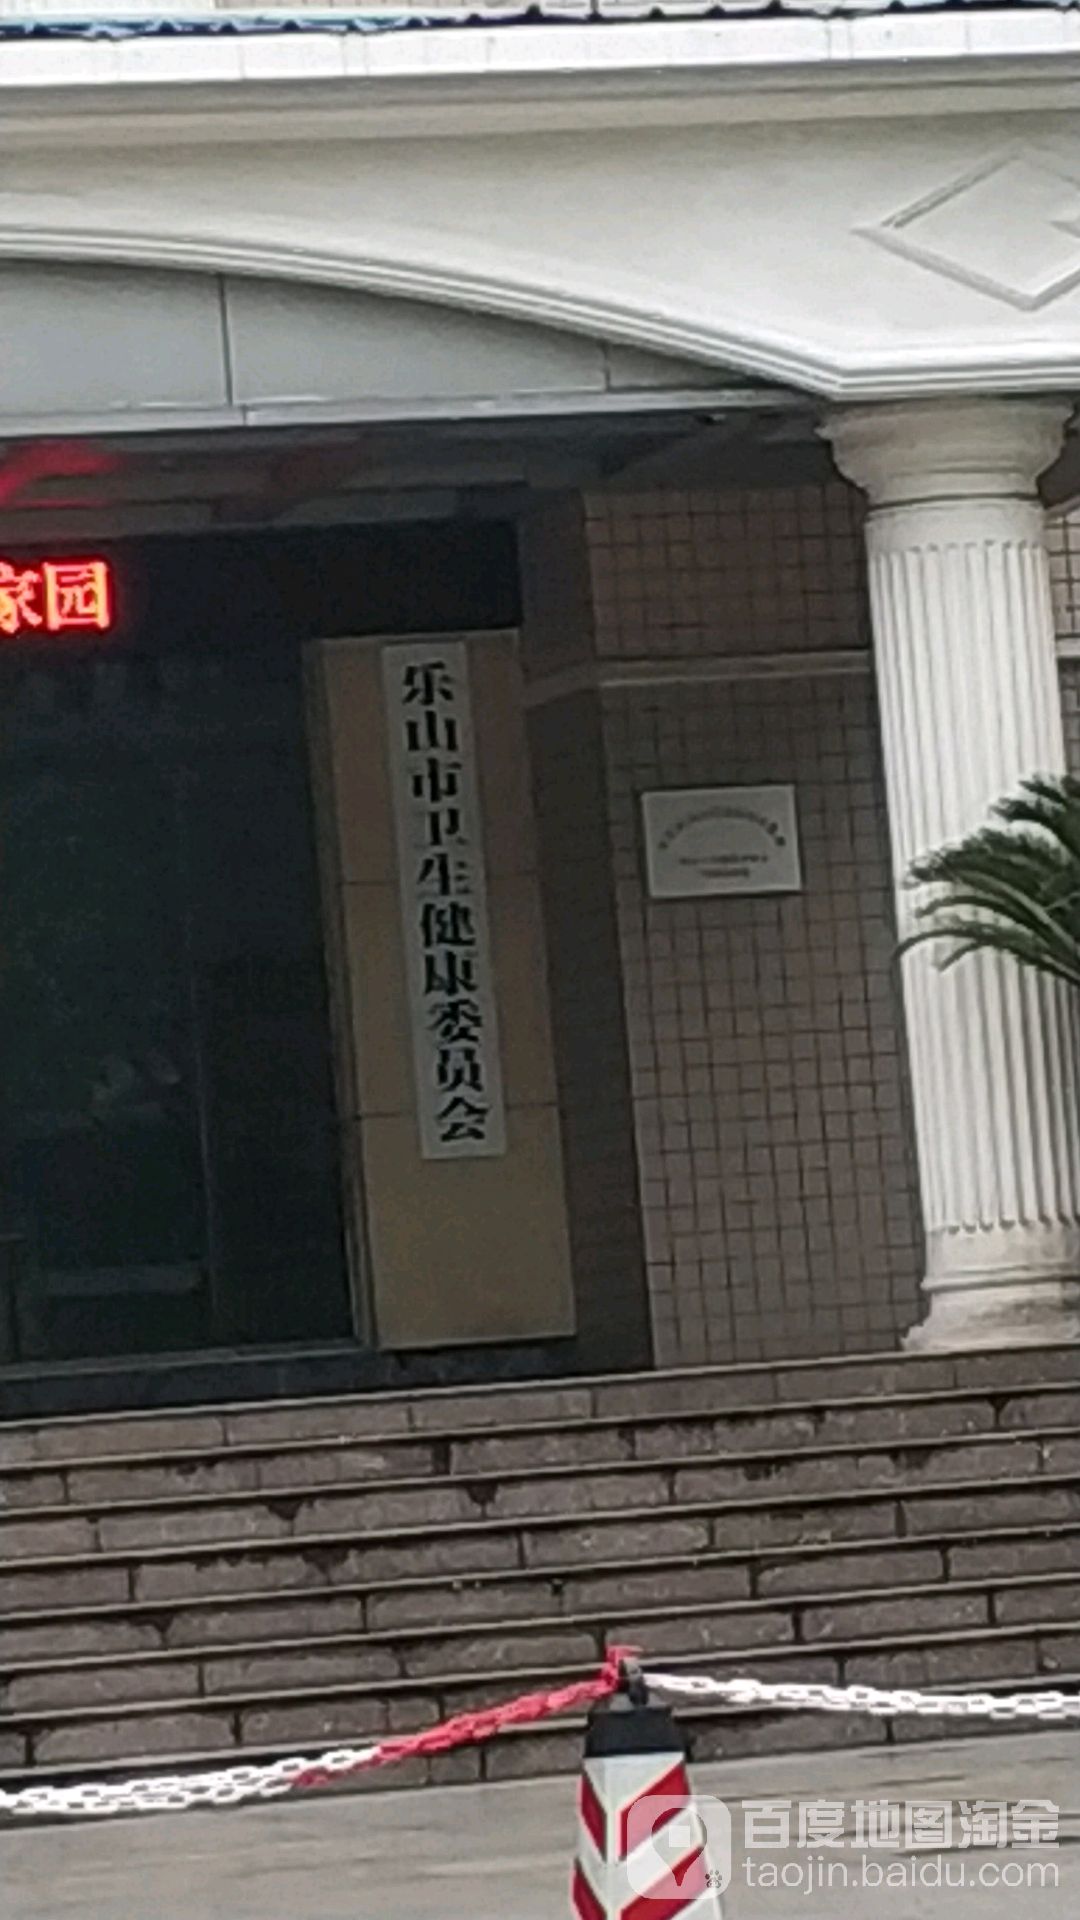 家园
乐山市卫生健康委员会
百度地图淘金
taojin.baidu.com